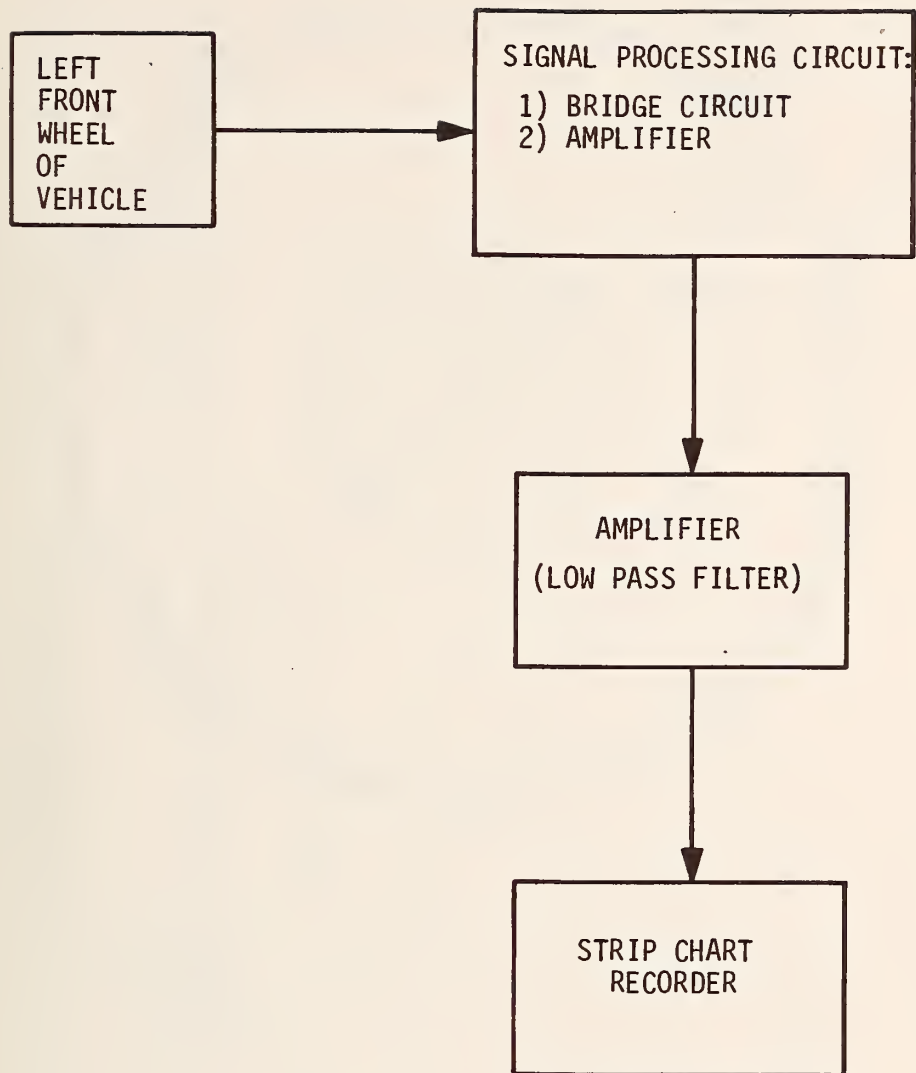 LEFT
FRONT
WHEEL
OF
VEHICLE
SIGNAL PROCESSING CIRCUIT:
1) BRIDGE CIRCUIT
2) AMPLIFIER
AMPLIFIER
(LOW PASS FILTER)
STRIP CHART
RECORDER